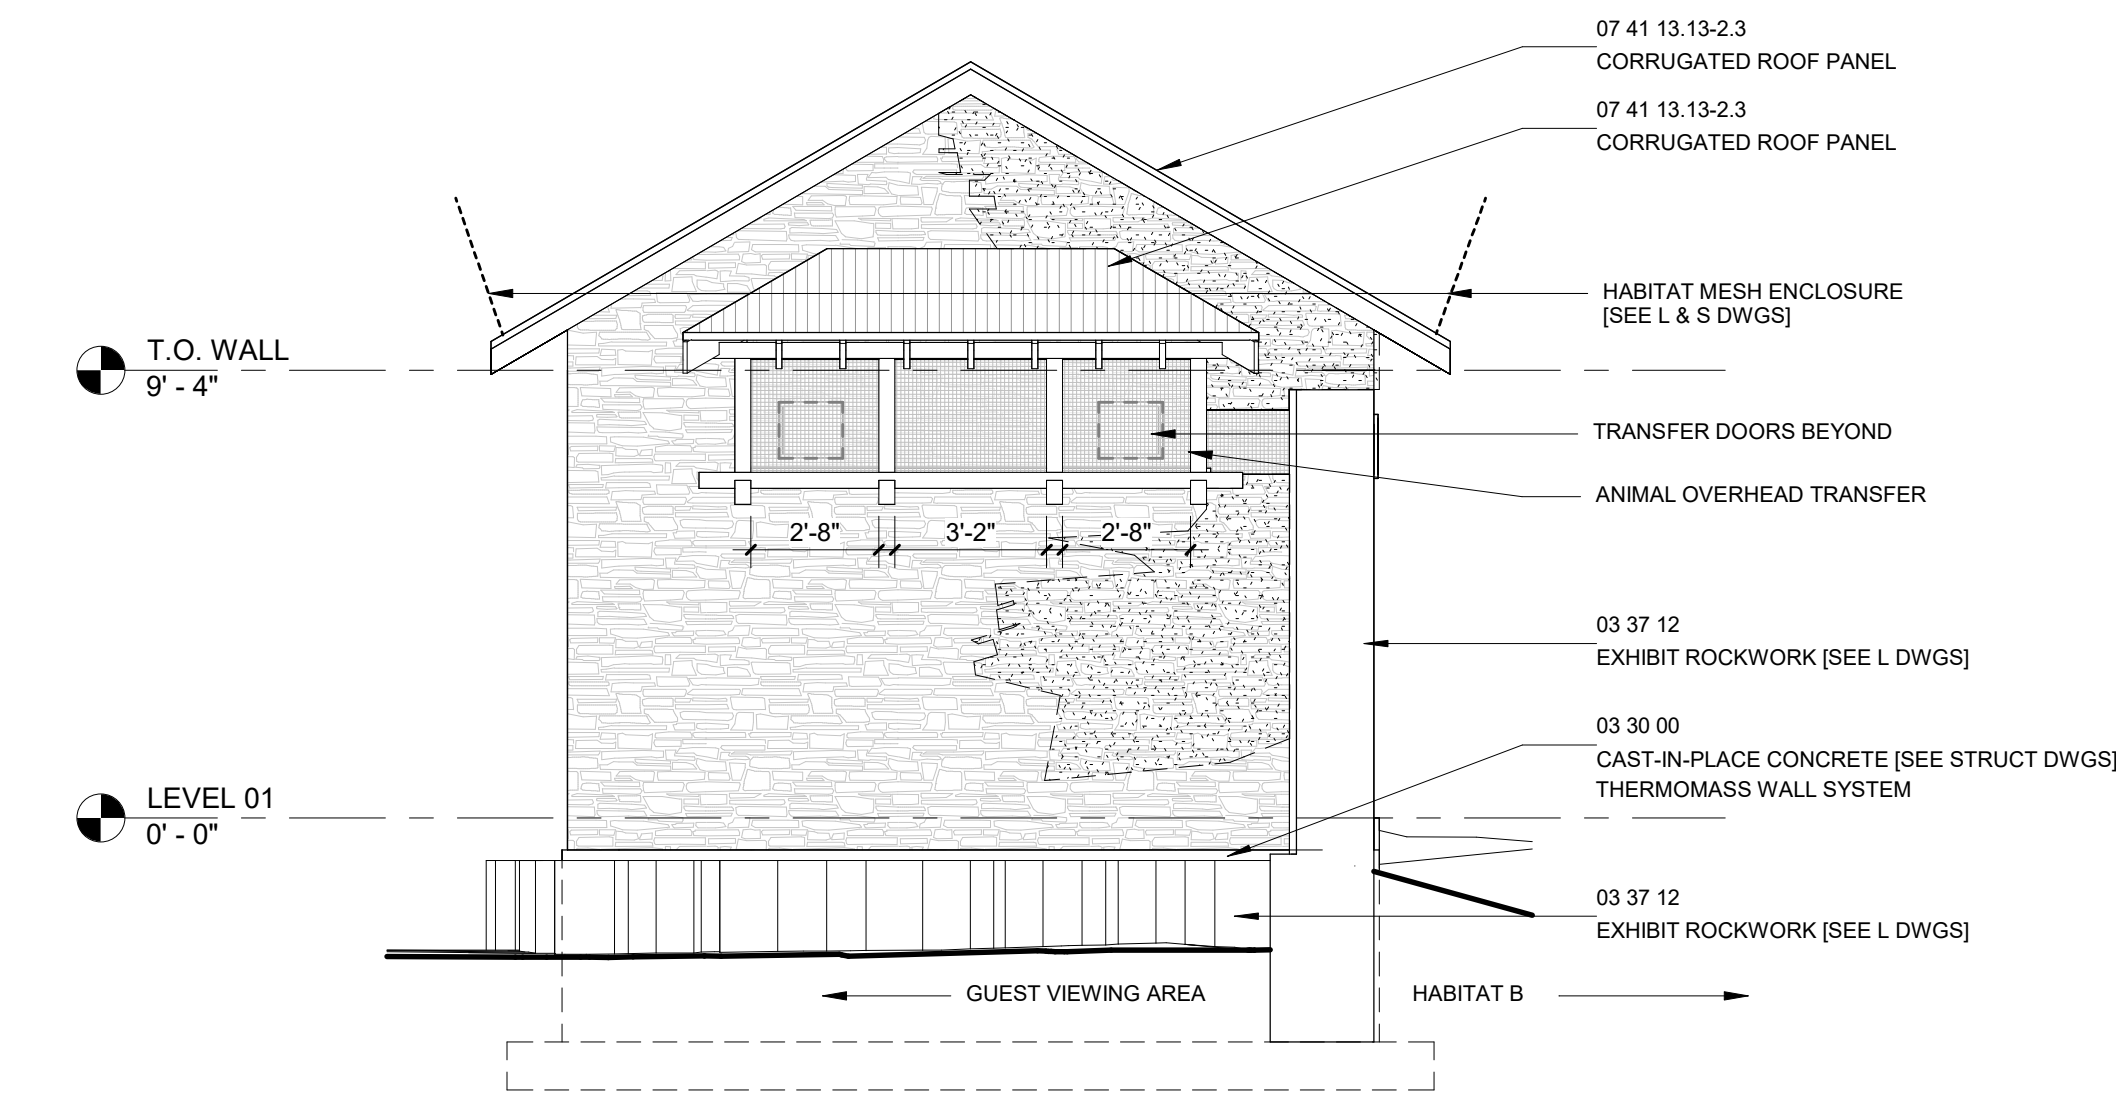 07 41 13.13-2.3
CORRUGATED ROOF PANEL
07 41 13.13-2.3
CORRUGATED ROOF PANEL
HABITAT MESH ENCLOSURE
[SEE L & S DWGS]
T.O. WALL
9' - 4"
TRANSFER DOORS BEYOND
ANIMAL OVERHEAD TRANSFER
2'-8"
3'-2"
2'-8"
03 37 12
EXHIBIT ROCKWORK [SEE L DWGS]
03 30 00
CAST-IN-PLACE CONCRETE [SEE STRUCT DWGS]
THERMOMASS WALL SYSTEM
LEVEL 01
0' - 0"
03 37 12
EXHIBIT ROCKWORK [SEE L DWGS]
GUEST VIEWING AREA
HABITAT B